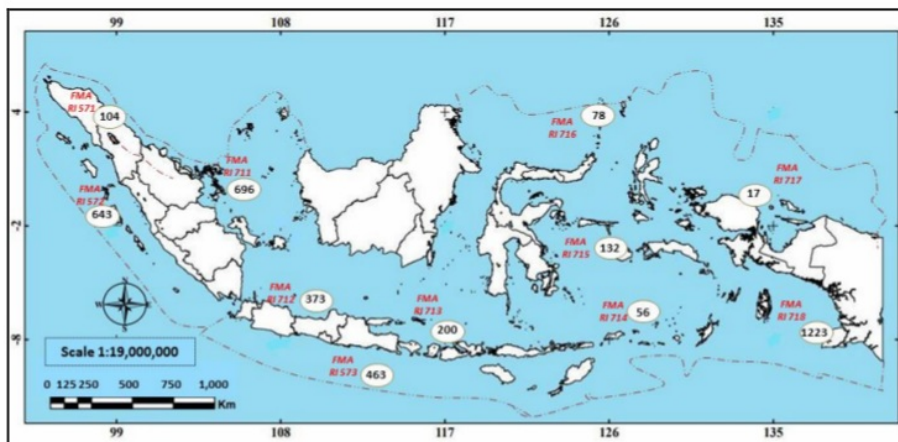 99 108 117 126 135
FMA
RI 571
104
FMA
RI 711
696
FMA
RI 572
643
FMA
RI 716
78
FMA
RI 717
17
FMA
RI 715
132
FMA
RI 712
373
FMA
RI 713
200
FMA
RI 714
56
FMA
RI 718
1223
FMA
RI 573
463
N
Scale 1:19,000,000
0 125 250 500 750 1,000
Km
99 108 117 126 135